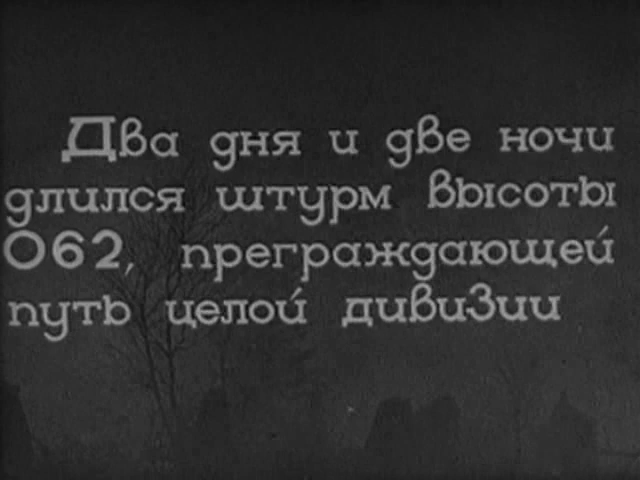 Два дня и две ночи
длился штурм высоты
062, преграждающей
путь целой дивизии